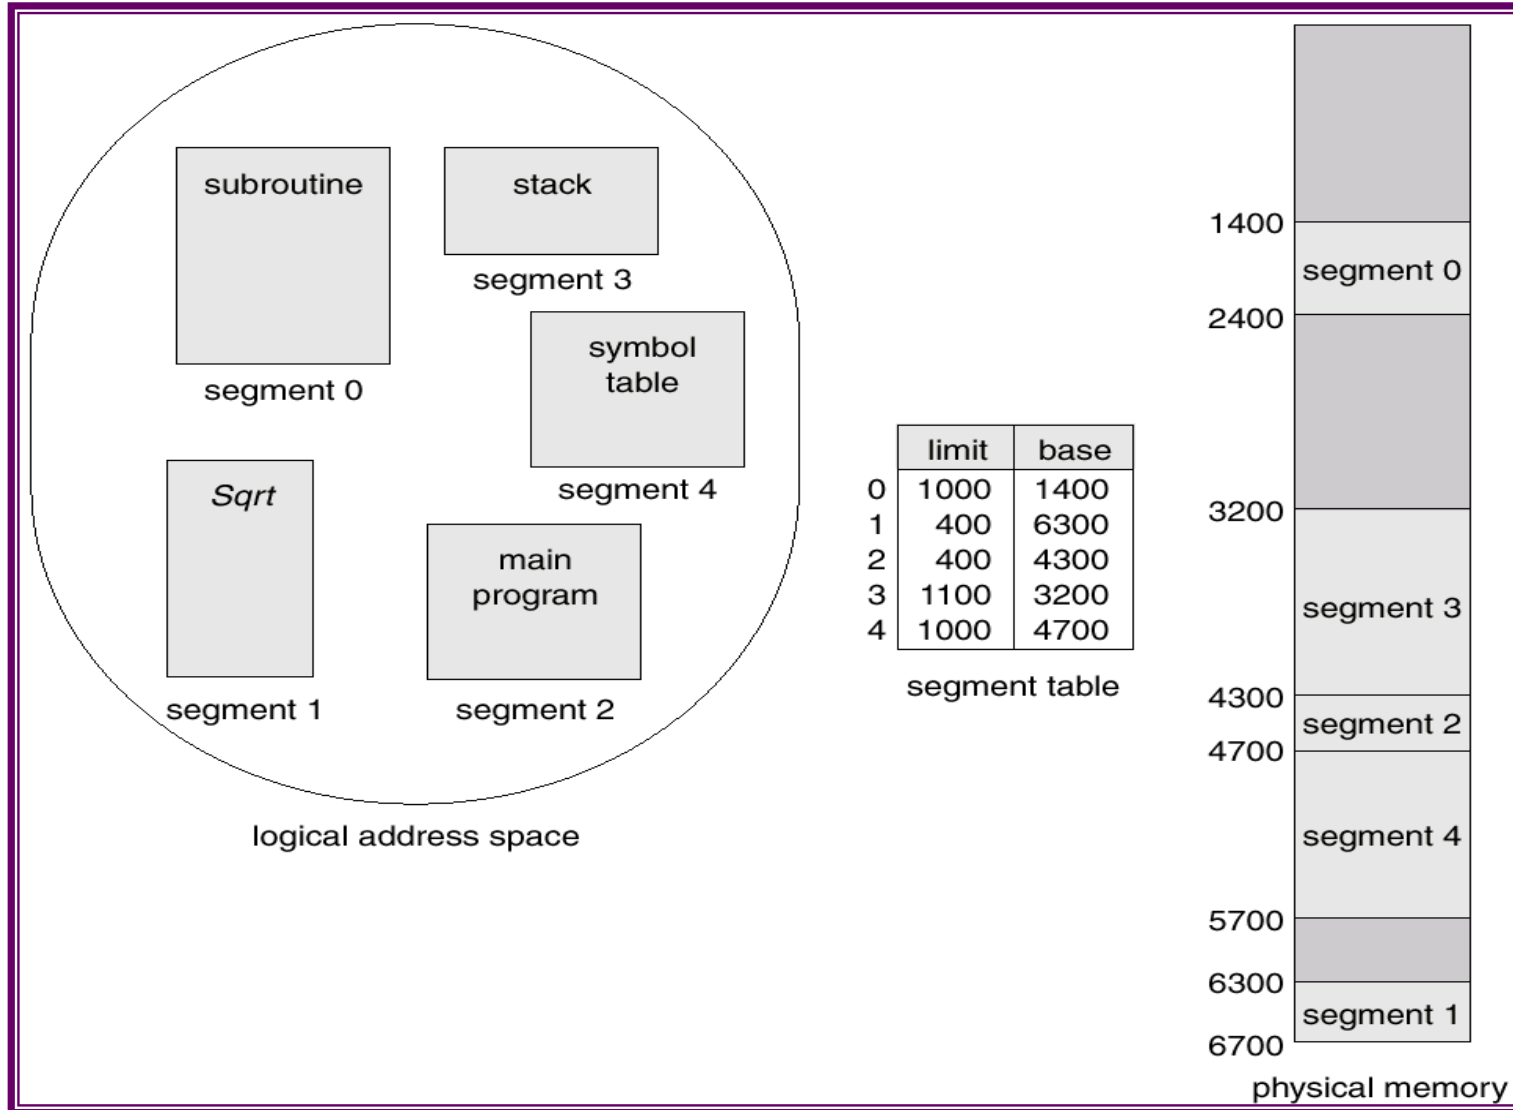 subroutine
segment 0
stack
segment 3
symbol
table
segment 4
Sqrt
segment 1
main
program
segment 2
logical address space
limit base
0 1000 1400
1 400 6300
2 400 4300
3 1100 3200
4 1000 4700
segment table
1400
segment 0
2400
3200
segment 3
4300
segment 2
4700
segment 4
5700
6300
segment 1
6700
physical memory